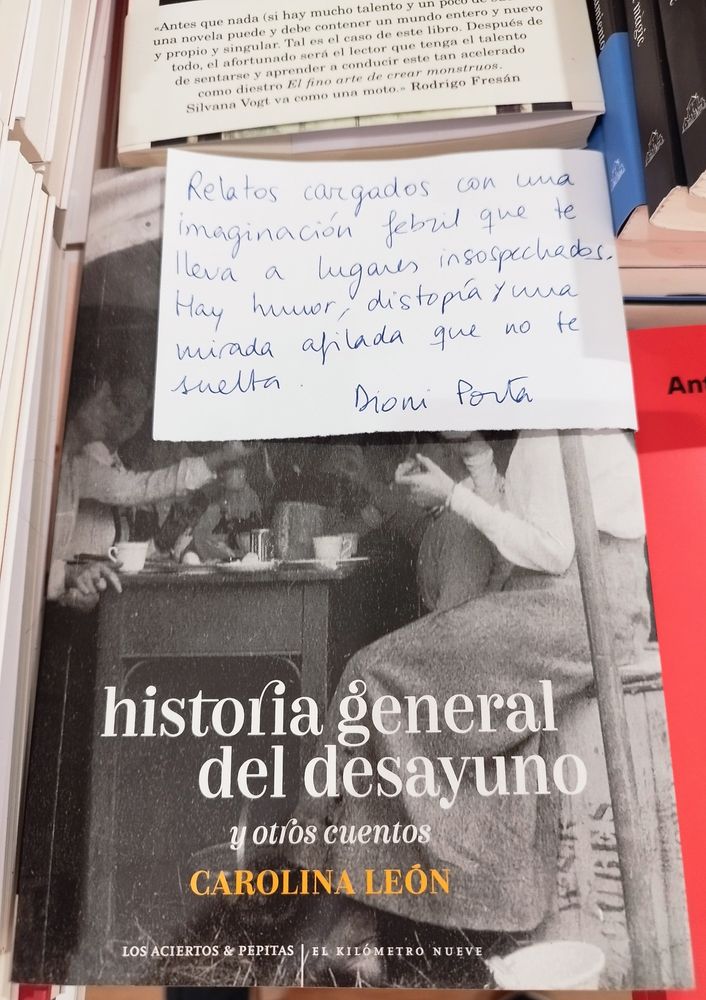 «Antes que nada (si hay mucho talento y un poco de
una novela puede y debe contener un mundo entero y nuevo
y propio y singular. Tal es el caso de este libro. Después de
todo, el afortunado será el lector que tenga el talento
de sentarse y aprender a conducir este tan acelerado
como diestro El fino arte de crear monstruos.
Silvana Vogt va como una moto.» Rodrigo Fresán
magic
Relatos cargados con una
imaginación febril que te
lleva a lugares insospechados.
Hay humor, distopía y una
mirada afilada que no te
suelta.
Dioni Porta
Ant
historia general
del desayuno
y otros cuentos
CAROLINA LEÓN
LOS ACIERTOS & PEPITAS | EL KILÓMETRO NUEVE